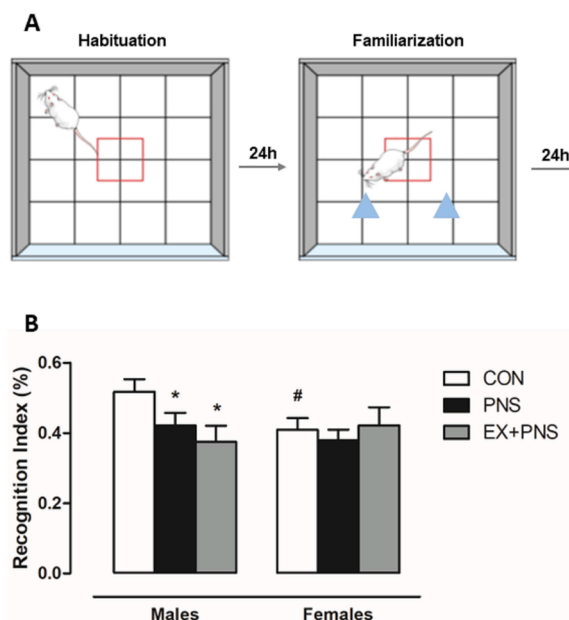 A
Habituation
Familiarization
24h
24h
B
Recognition Index (%)
0.6
0.4
0.2
0.0
*
*
#
CON
PNS
EX+PNS
Males
Females